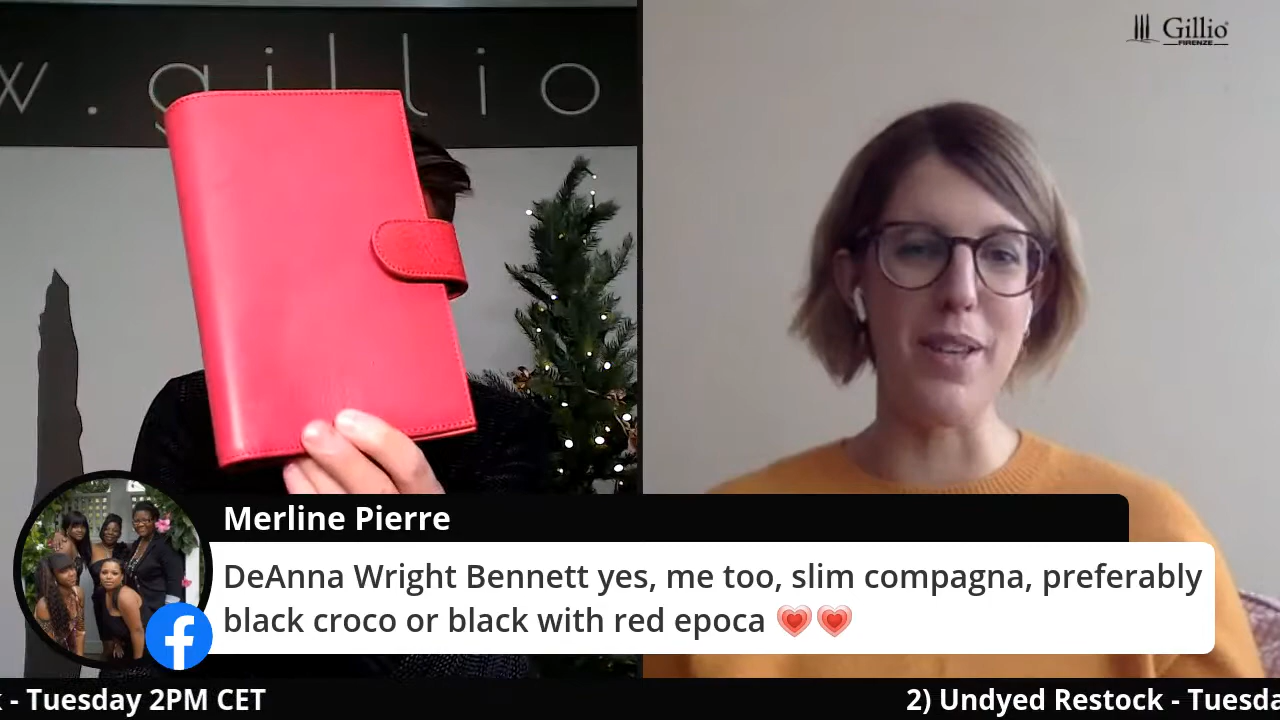 w.gillio
Gillio
FIRENZE
Merline Pierre
DeAnna Wright Bennett yes, me too, slim compagna, preferably
black croco or black with red epoca 💗💗
- Tuesday 2PM CET
2) Undyed Restock - Tuesda